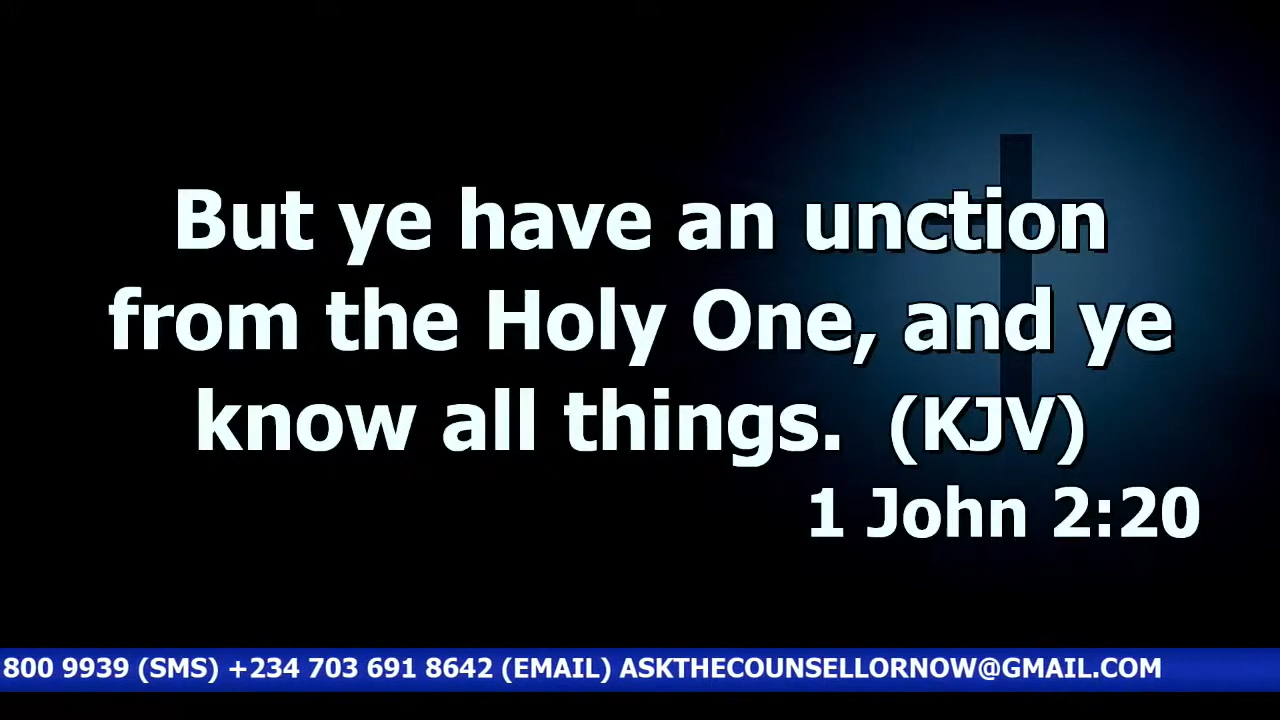 But ye have an unction
from the Holy One, and ye
know all things. (KJV)
1 John 2:20
800 9939 (SMS) +234 703 691 8642 (EMAIL) ASKTHECOUNSELLORNOW@GMAIL.COM